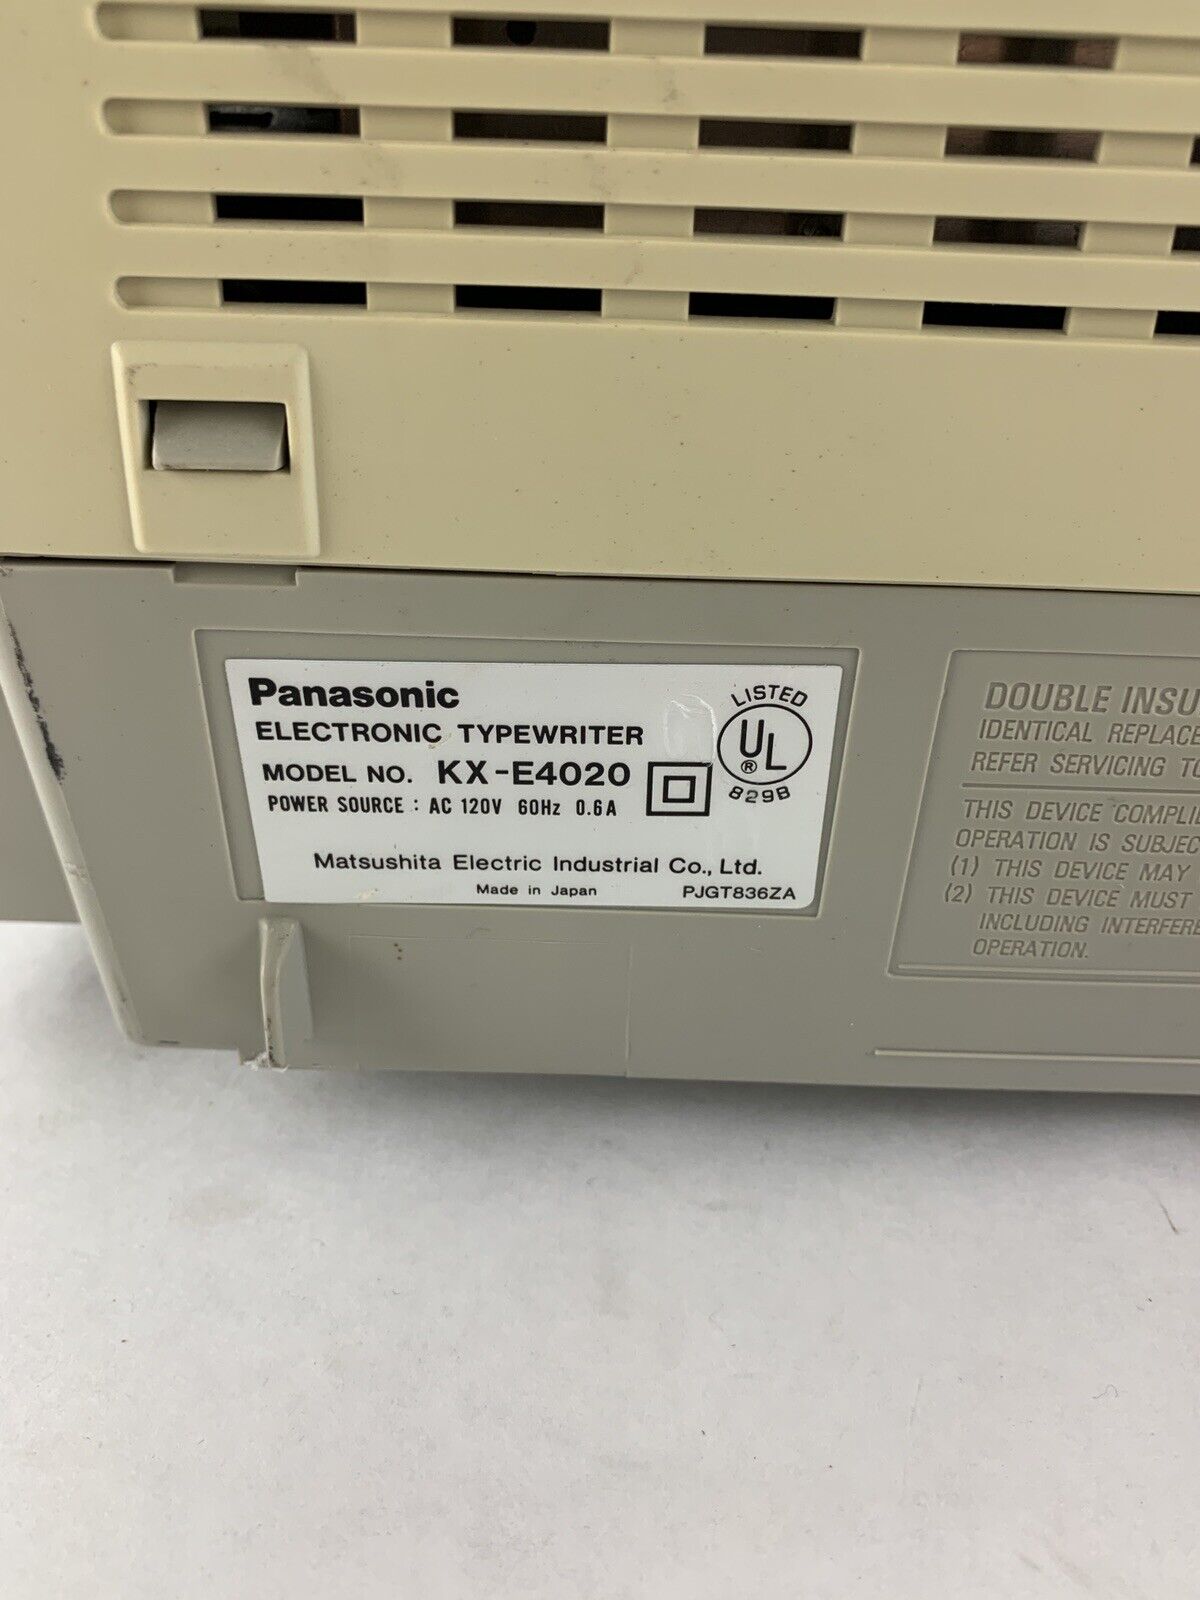 Panasonic
ELECTRONIC TYPEWRITER
MODEL NO. KX-E4020
POWER SOURCE : AC 120V 60Hz 0.6A
LISTED
UL
®
829B
Matsushita Electric Industrial Co., Ltd.
Made in Japan PJGT836ZA
DOUBLE INSU
IDENTICAL REPLACE
REFER SERVICING TO
THIS DEVICE COMPLIE
OPERATION IS SUBJEC
(1) THIS DEVICE MAY
(2) THIS DEVICE MUST
INCLUDING INTERFERE
OPERATION.